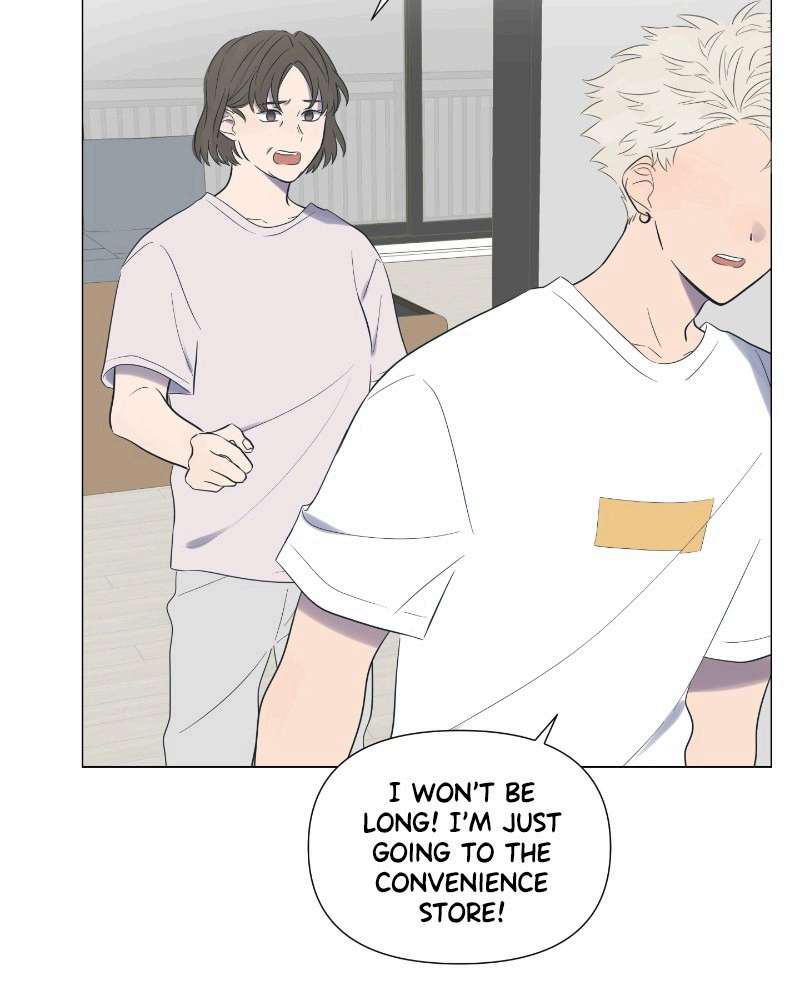 I WON'T BE
LONG! I'M JUST
GOING TO THE
CONVENIENCE
STORE!